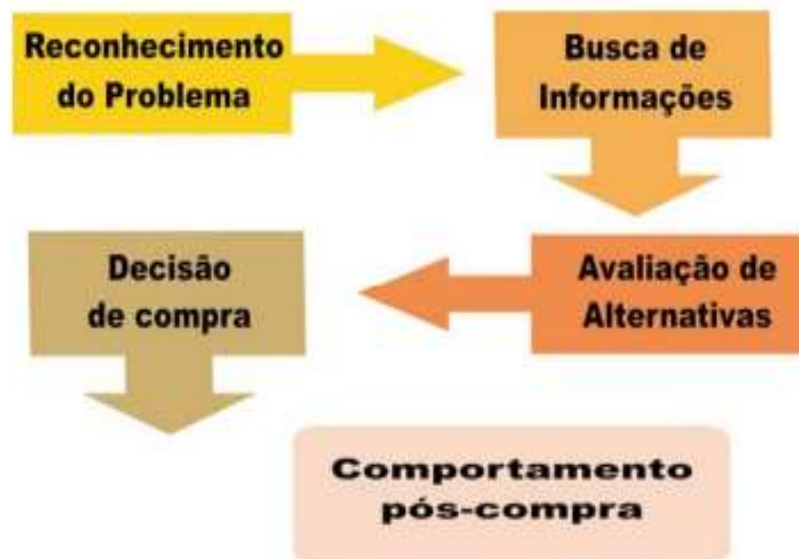 Reconhecimento
do Problema
Busca de
Informações
Avaliação de
Alternativas
Decisão
de compra
Comportamento
pós-compra